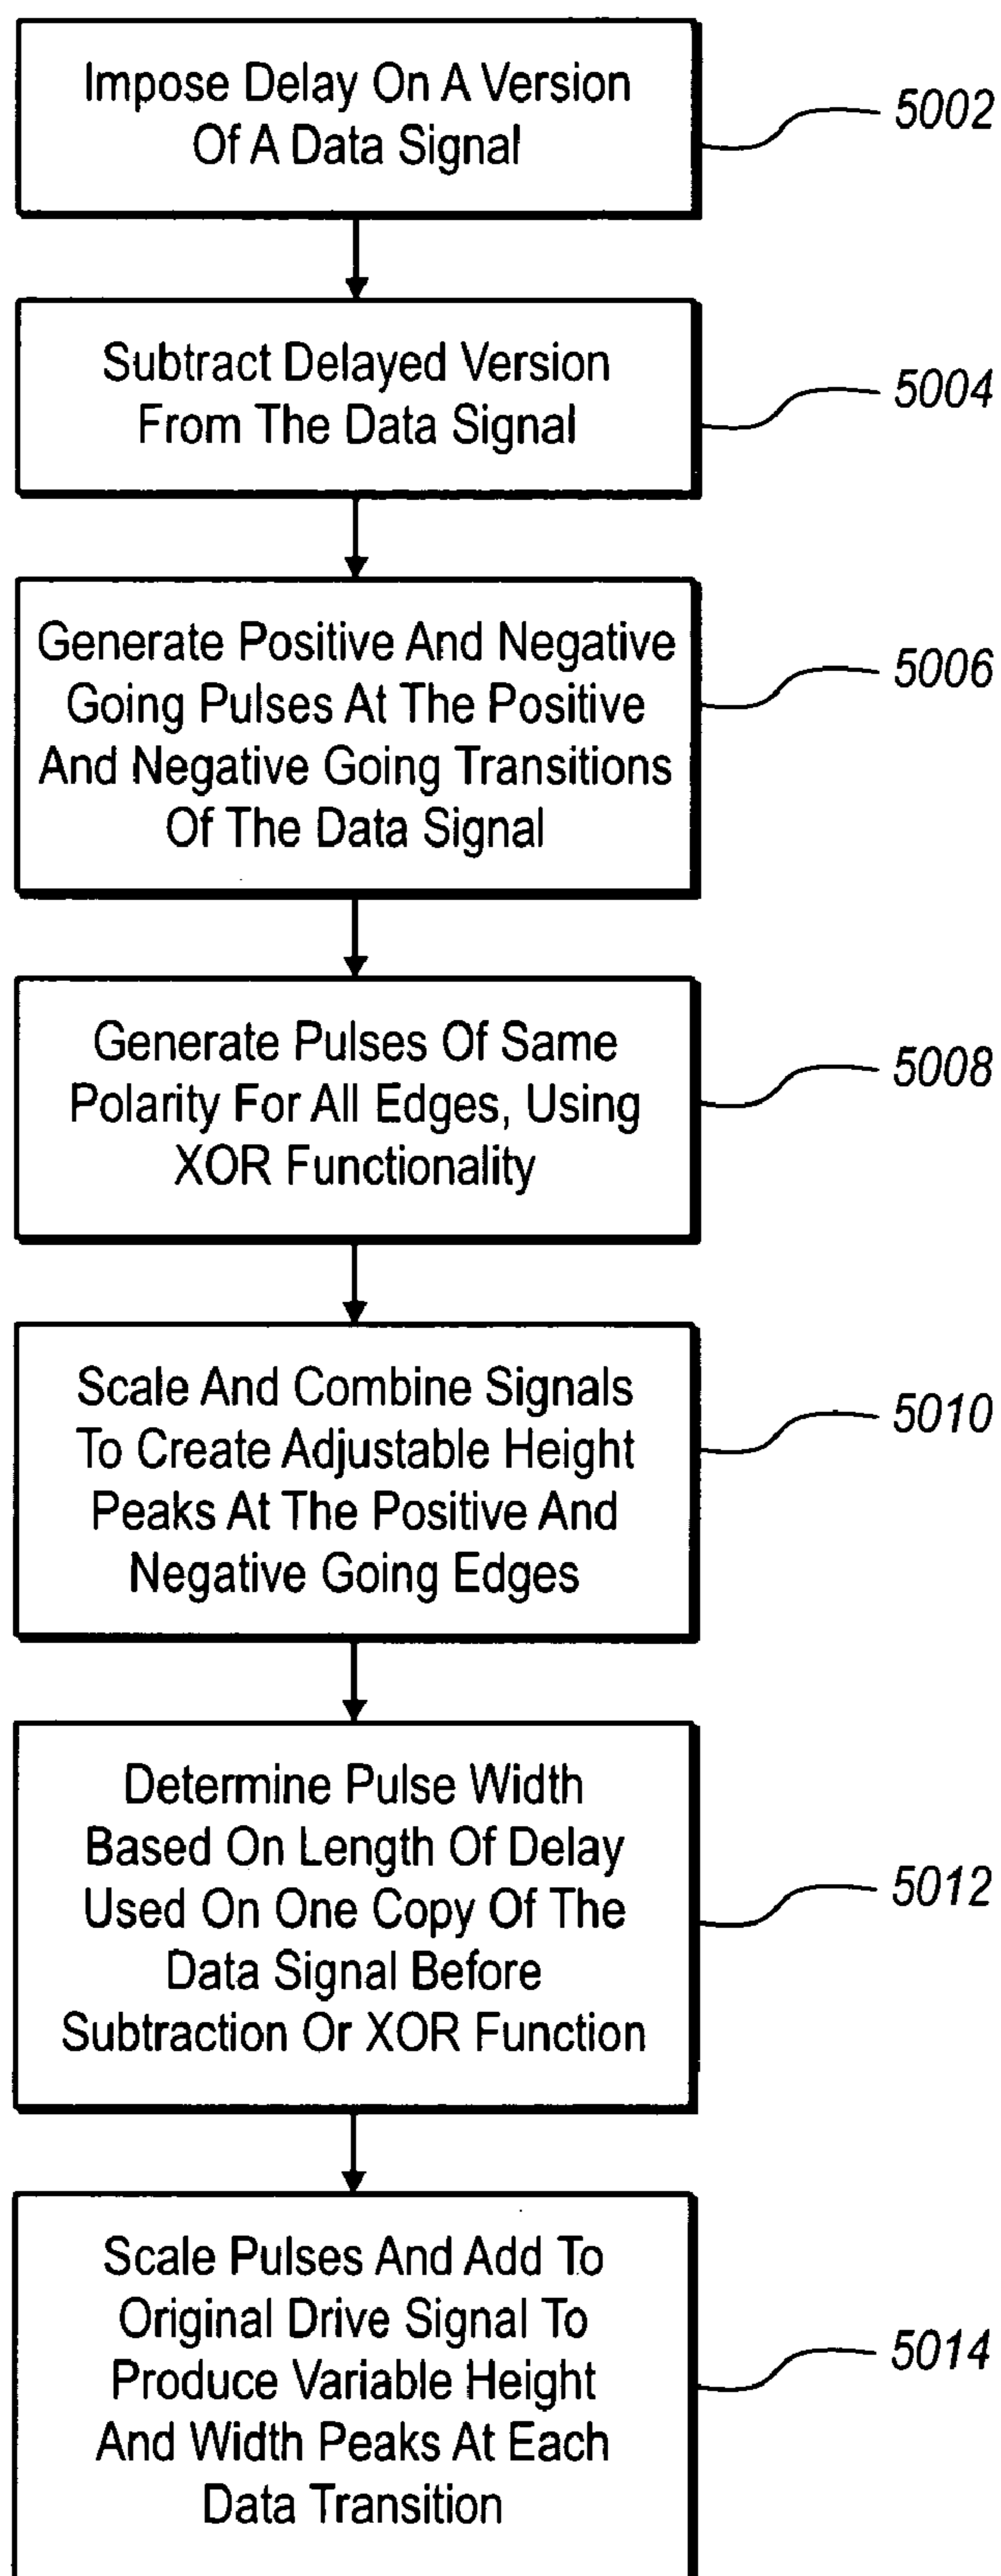 Impose Delay On A Version
Of A Data Signal
5002
Subtract Delayed Version
From The Data Signal
5004
Generate Positive And Negative
Going Pulses At The Positive
And Negative Going Transitions
Of The Data Signal
5006
Generate Pulses Of Same
Polarity For All Edges, Using
XOR Functionality
5008
Scale And Combine Signals
To Create Adjustable Height
Peaks At The Positive And
Negative Going Edges
5010
Determine Pulse Width
Based On Length Of Delay
Used On One Copy Of The
Data Signal Before
Subtraction Or XOR Function
5012
Scale Pulses And Add To
Original Drive Signal To
Produce Variable Height
And Width Peaks At Each
Data Transition
5014